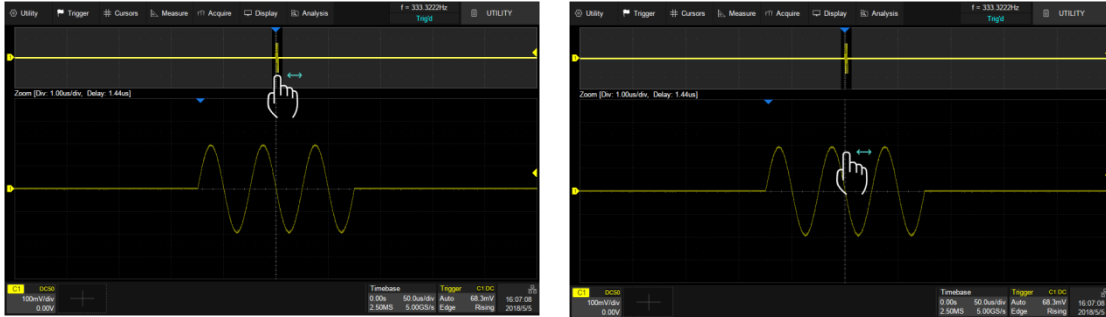 Utility Trigger Cursors Measure Acquire Display Analysis f = 333.3222Hz Trig'd UTILITY
Zoom [Div: 1.00us/div, Delay: 1.44us]
C1 DC50
100mV/div
0.00V
Timebase
0.00s 50.0us/div
2.50MS 5.00GS/s
Trigger C1 DC
Auto 68.3mV
Edge Rising
16:07:08
2018/5/5
Utility Trigger Cursors Measure Acquire Display Analysis f = 333.3222Hz Trig'd UTILITY
Zoom [Div: 1.00us/div, Delay: 1.44us]
C1 DC50
100mV/div
0.00V
Timebase
0.00s 50.0us/div
2.50MS 5.00GS/s
Trigger C1 DC
Auto 68.3mV
Edge Rising
16:07:08
2018/5/5